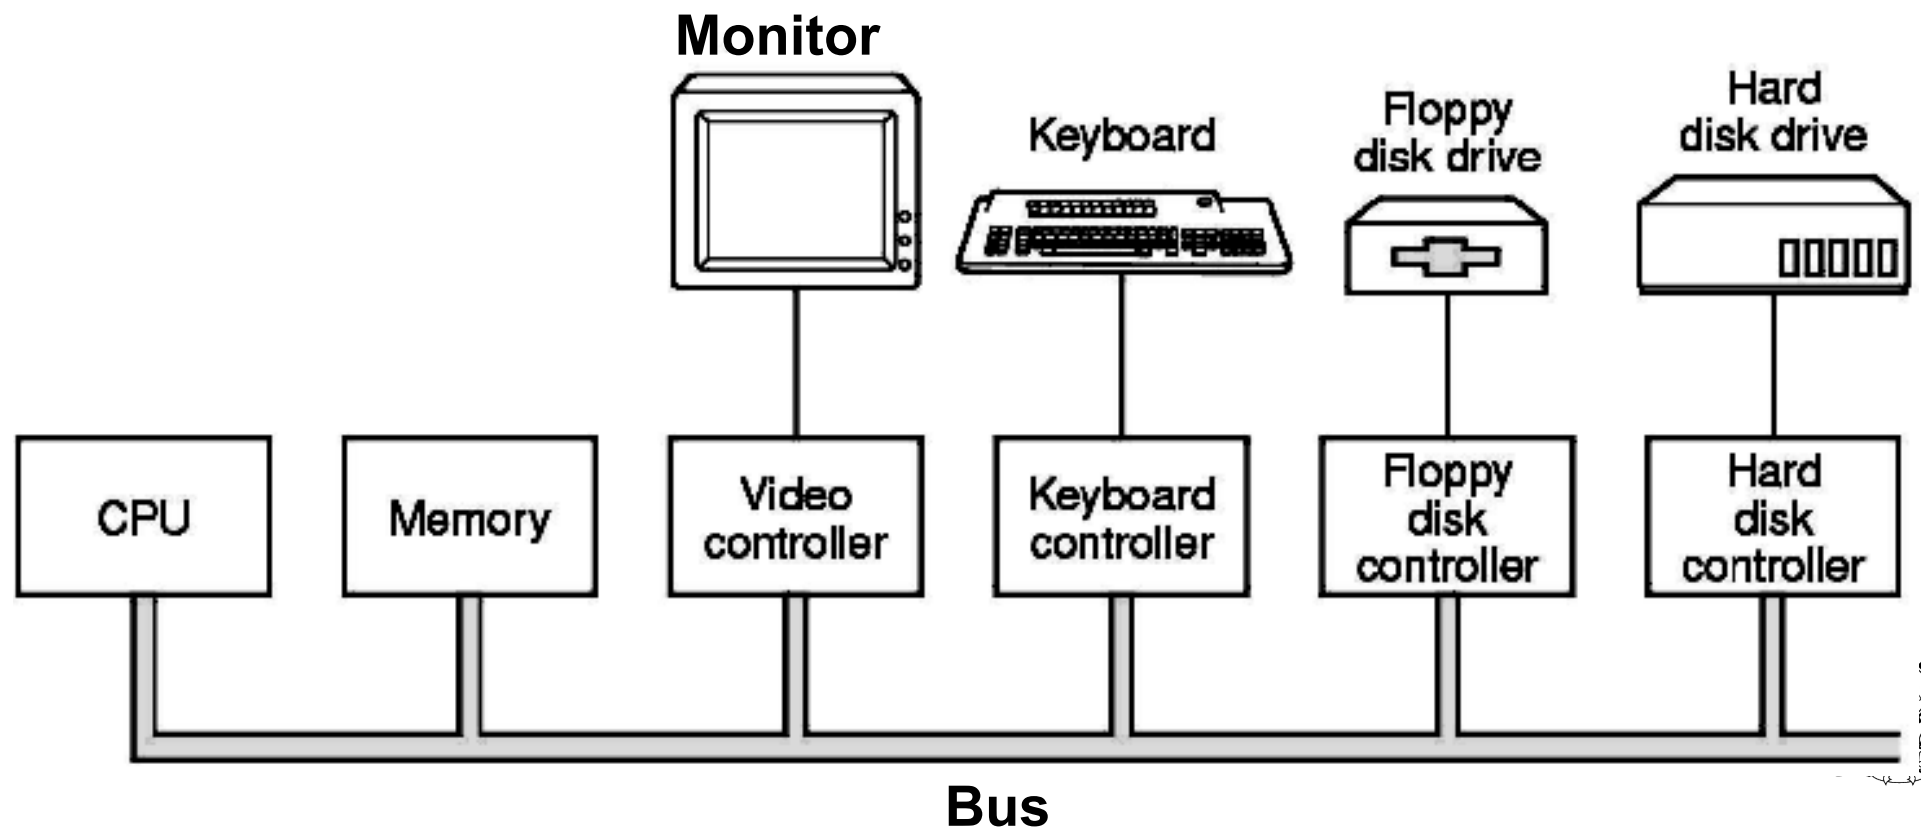 Monitor
Keyboard
Floppy
disk drive
Hard
disk drive
CPU
Memory
Video
controller
Keyboard
controller
Floppy
disk
controller
Hard
disk
controller
Bus